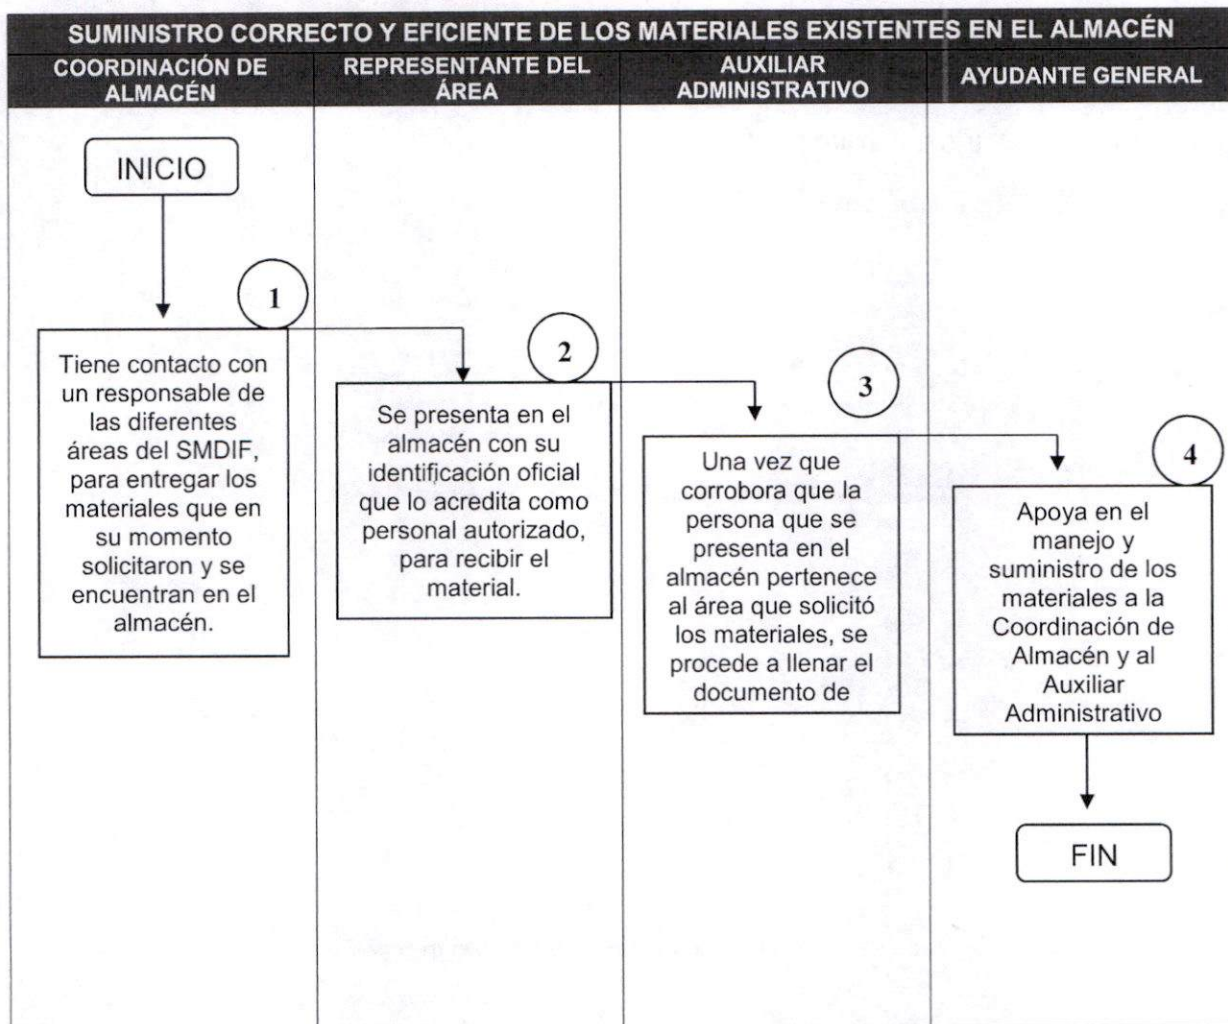 SUMINISTRO CORRECTO Y EFICIENTE DE LOS MATERIALES EXISTENTES EN EL ALMACÉN
COORDINACIÓN DE
ALMACÉN
REPRESENTANTE DEL
ÁREA
AUXILIAR
ADMINISTRATIVO
AYUDANTE GENERAL
INICIO
1
Tiene contacto con
un responsable de
las diferentes
áreas del SMDIF,
para entregar los
materiales que en
su momento
solicitaron y se
encuentran en el
almacén.
2
Se presenta en el
almacén con su
identificación oficial
que lo acredita como
personal autorizado,
para recibir el
material.
3
Una vez que
corrobora que la
persona que se
presenta en el
almacén pertenece
al área que solicitó
los materiales, se
procede a llenar el
documento de
4
Apoya en el
manejo y
suministro de los
materiales a la
Coordinación de
Almacén y al
Auxiliar
Administrativo
FIN